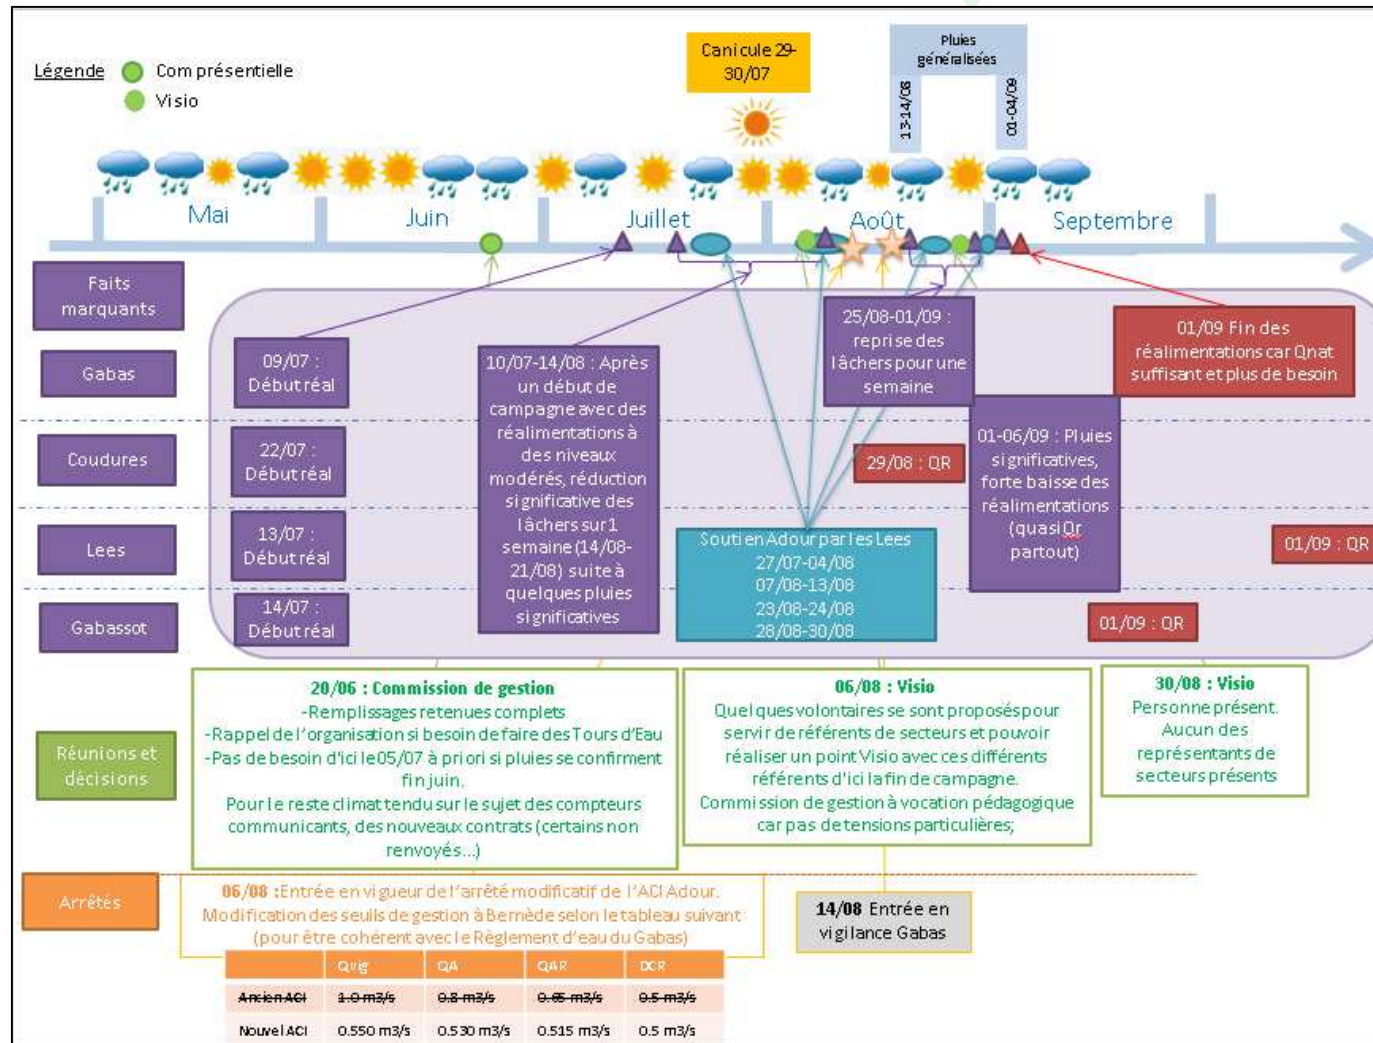 Légende
Com présentielle
Visio
Canicule 29-
30/07
Pluies
généralisées
13-14/08
01-04/09
Mai
Juin
Juillet
Août
Septembre
Faits
marquants
Gabas
Coudures
Lees
Gabassot
09/07 :
Début réal
22/07 :
Début réal
13/07 :
Début réal
14/07 :
Début réal
10/07-14/08 : Après
un début de
campagne avec des
réalimentations à
des niveaux
modérés, réduction
significative des
lâchers sur 1
semaine (14/08-
21/08) suite à
quelques pluies
significatives
25/08-01/09 :
reprise des
lâchers pour une
semaine
01/09 Fin des
réalimentations car Qnat
suffisant et plus de besoin
29/08 : QR
01-06/09 : Pluies
significatives,
forte baisse des
réalimentations
(quasi Qr
partout)
Soutien Adour par les Lees
27/07-04/08
07/08-13/08
23/08-24/08
28/08-30/08
01/09 : QR
01/09 : QR
Réunions et
décisions
20/06 : Commission de gestion
-Remplissages retenues complets
-Rappel de l'organisation si besoin de faire des Tours d'Eau
-Pas de besoin d'ici le 05/07 à priori si pluies se confirment
fin juin.
Pour le reste climat tendu sur le sujet des compteurs
communicants, des nouveaux contrats (certains non
renvoyés...)
06/08 : Visio
Quelques volontaires se sont proposés pour
servir de référents de secteurs et pouvoir
réaliser un point Visio avec ces différents
référents d'ici la fin de campagne.
Commission de gestion à vocation pédagogique
car pas de tensions particulières;
30/08 : Visio
Personne présent.
Aucun des
représentants de
secteurs présents
Arrêtés
06/08 :Entrée en vigueur de l'arrêté modificatif de l'ACI Adour.
Modification des seuils de gestion à Bernède selon le tableau suivant
(pour être cohérent avec le Règlement d'eau du Gabas)
14/08 Entrée en
vigilance Gabas
Qvig QA QAR DCR
Ancien ACI 1.0 m3/s 0.8 m3/s 0.65 m3/s 0.5 m3/s
Nouvel ACI 0.550 m3/s 0.530 m3/s 0.515 m3/s 0.5 m3/s